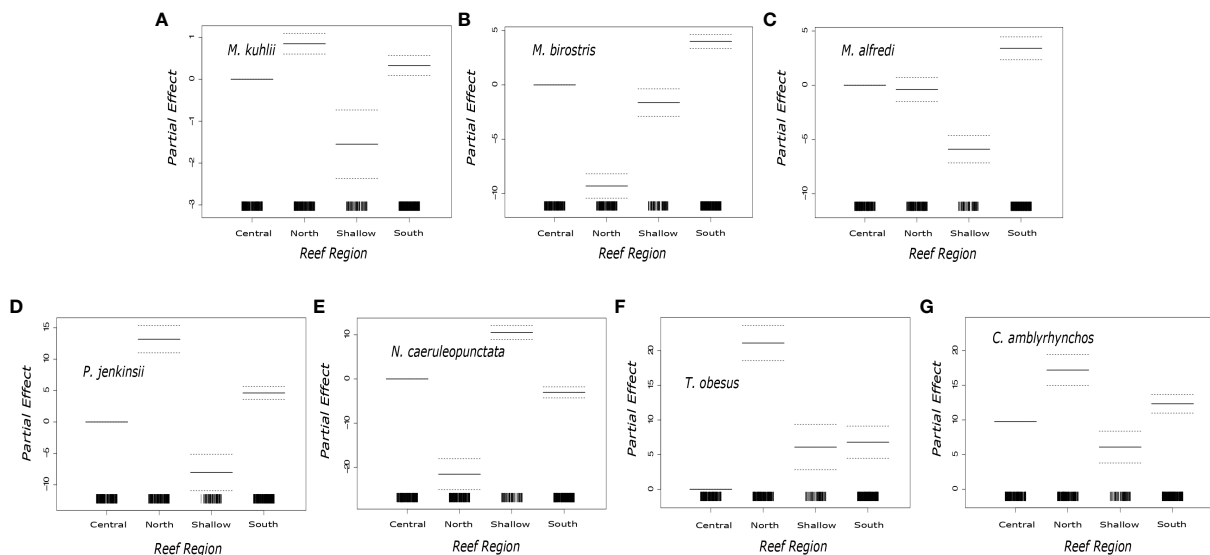 A
M. kuhlii
Partial Effect
1
0
-1
-2
-3
Central North Shallow South
Reef Region
B
M. birostris
Partial Effect
5
0
-5
-10
Central North Shallow South
Reef Region
C
M. alfredi
Partial Effect
5
0
-5
-10
Central North Shallow South
Reef Region
D
P. jenkinsii
Partial Effect
15
10
5
0
-5
-10
Central North Shallow South
Reef Region
E
N. caeruleopunctata
Partial Effect
10
0
-10
-20
Central North Shallow South
Reef Region
F
T. obesus
Partial Effect
20
15
10
5
0
Central North Shallow South
Reef Region
G
C. amblyrhynchos
Partial Effect
20
15
10
5
0
Central North Shallow South
Reef Region